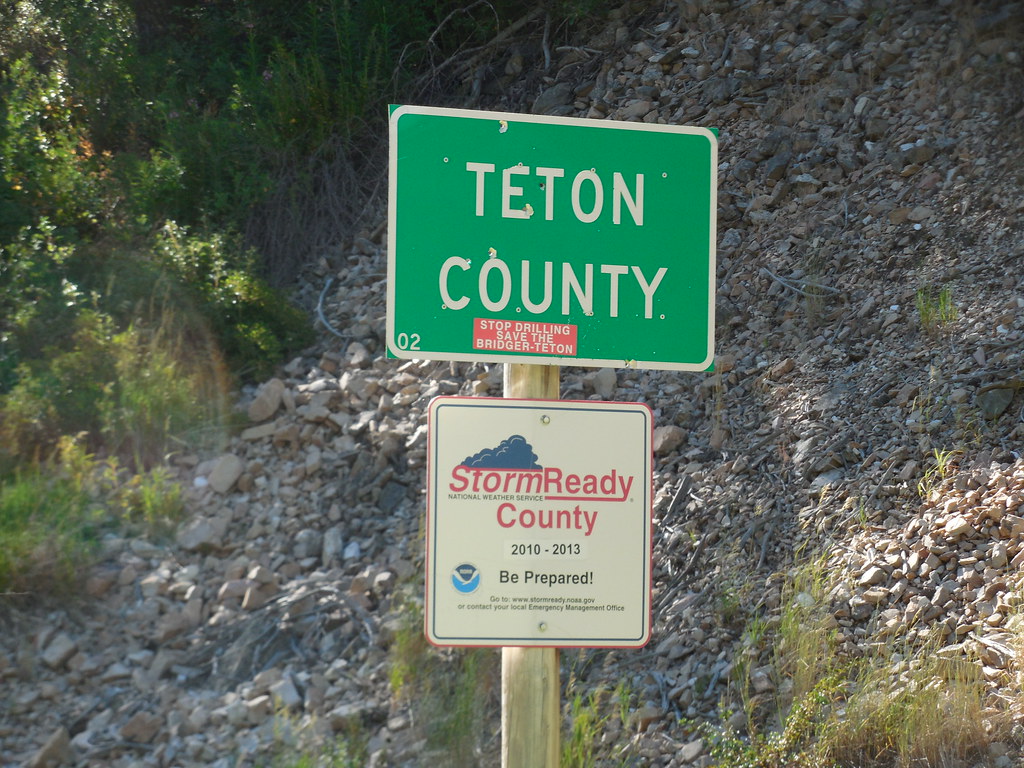 TETON
COUNTY
02
STOP DRILLING
SAVE THE
BRIDGER-TETON
StormReady
NATIONAL WEATHER SERVICE
County
2010 - 2013
Be Prepared!
Go to: www.stormready.noaa.gov
or contact your local Emergency Management Office